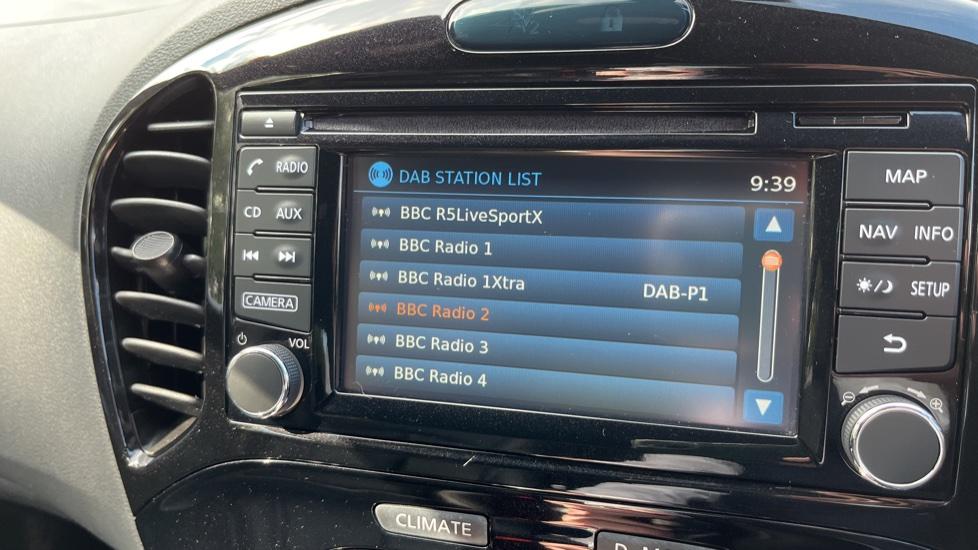 RADIO
CD AUX
CAMERA
VOL
DAB STATION LIST 9:39
BBC R5LiveSportX
BBC Radio 1
BBC Radio 1Xtra DAB-P1
BBC Radio 2
BBC Radio 3
BBC Radio 4
MAP
NAV INFO
SETUP
CLIMATE